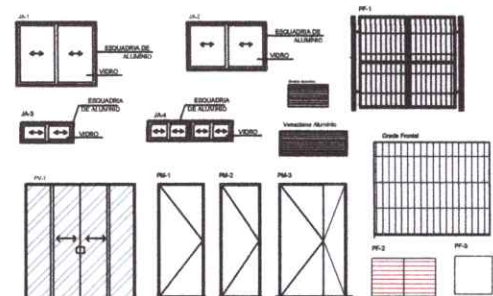 JA-1
ESQUADRIA DE
ALUMÍNIO
VIDRO
JA-2
ESQUADRIA DE
ALUMÍNIO
VIDRO
PF-1
JA-3
ESQUADRIA
DE ALUMÍNIO
VIDRO
JA-4
ESQUADRIA
DE ALUMÍNIO
VIDRO
Veneziana Alumínio
Grade Frontal
PV-1
PM-1
PM-2
PM-3
PF-2
PF-3